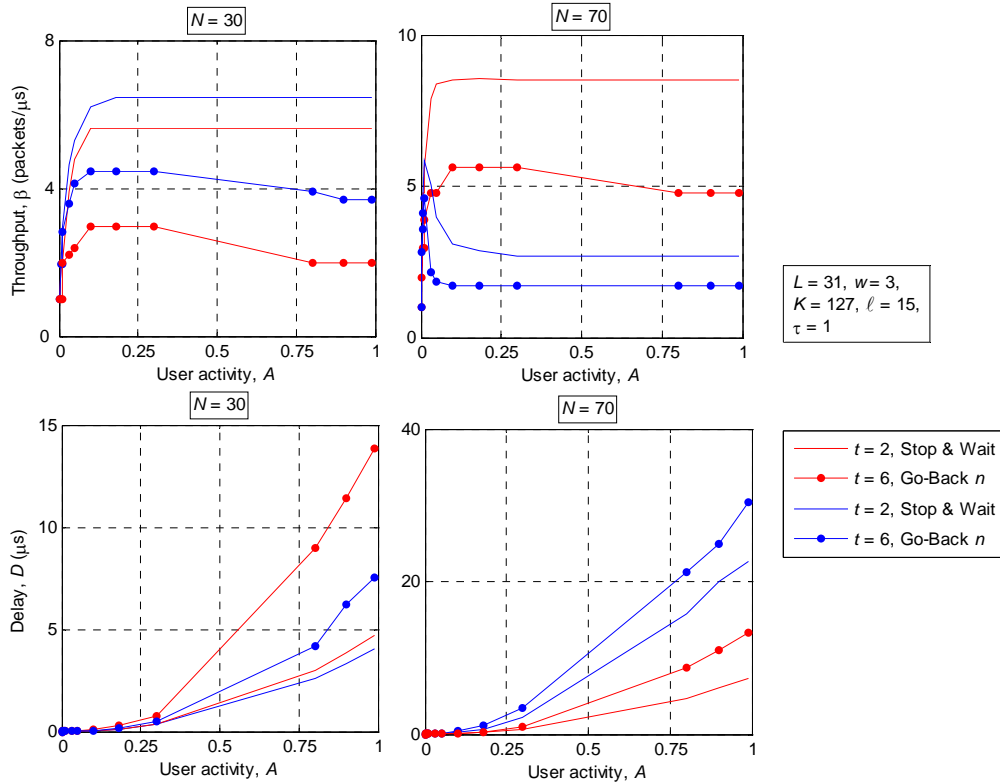 N = 30
N = 70
8
4
0
Throughput, β (packets/μs)
0
0.25
0.5
0.75
1
User activity, A
10
5
0
0
0.25
0.5
0.75
1
User activity, A
L = 31, w = 3,
K = 127, ℓ = 15,
τ = 1
N = 30
N = 70
15
10
5
0
Delay, D (μs)
0
0.25
0.5
0.75
1
User activity, A
40
20
0
0
0.25
0.5
0.75
1
User activity, A
t = 2, Stop & Wait
t = 6, Go-Back n
t = 2, Stop & Wait
t = 6, Go-Back n